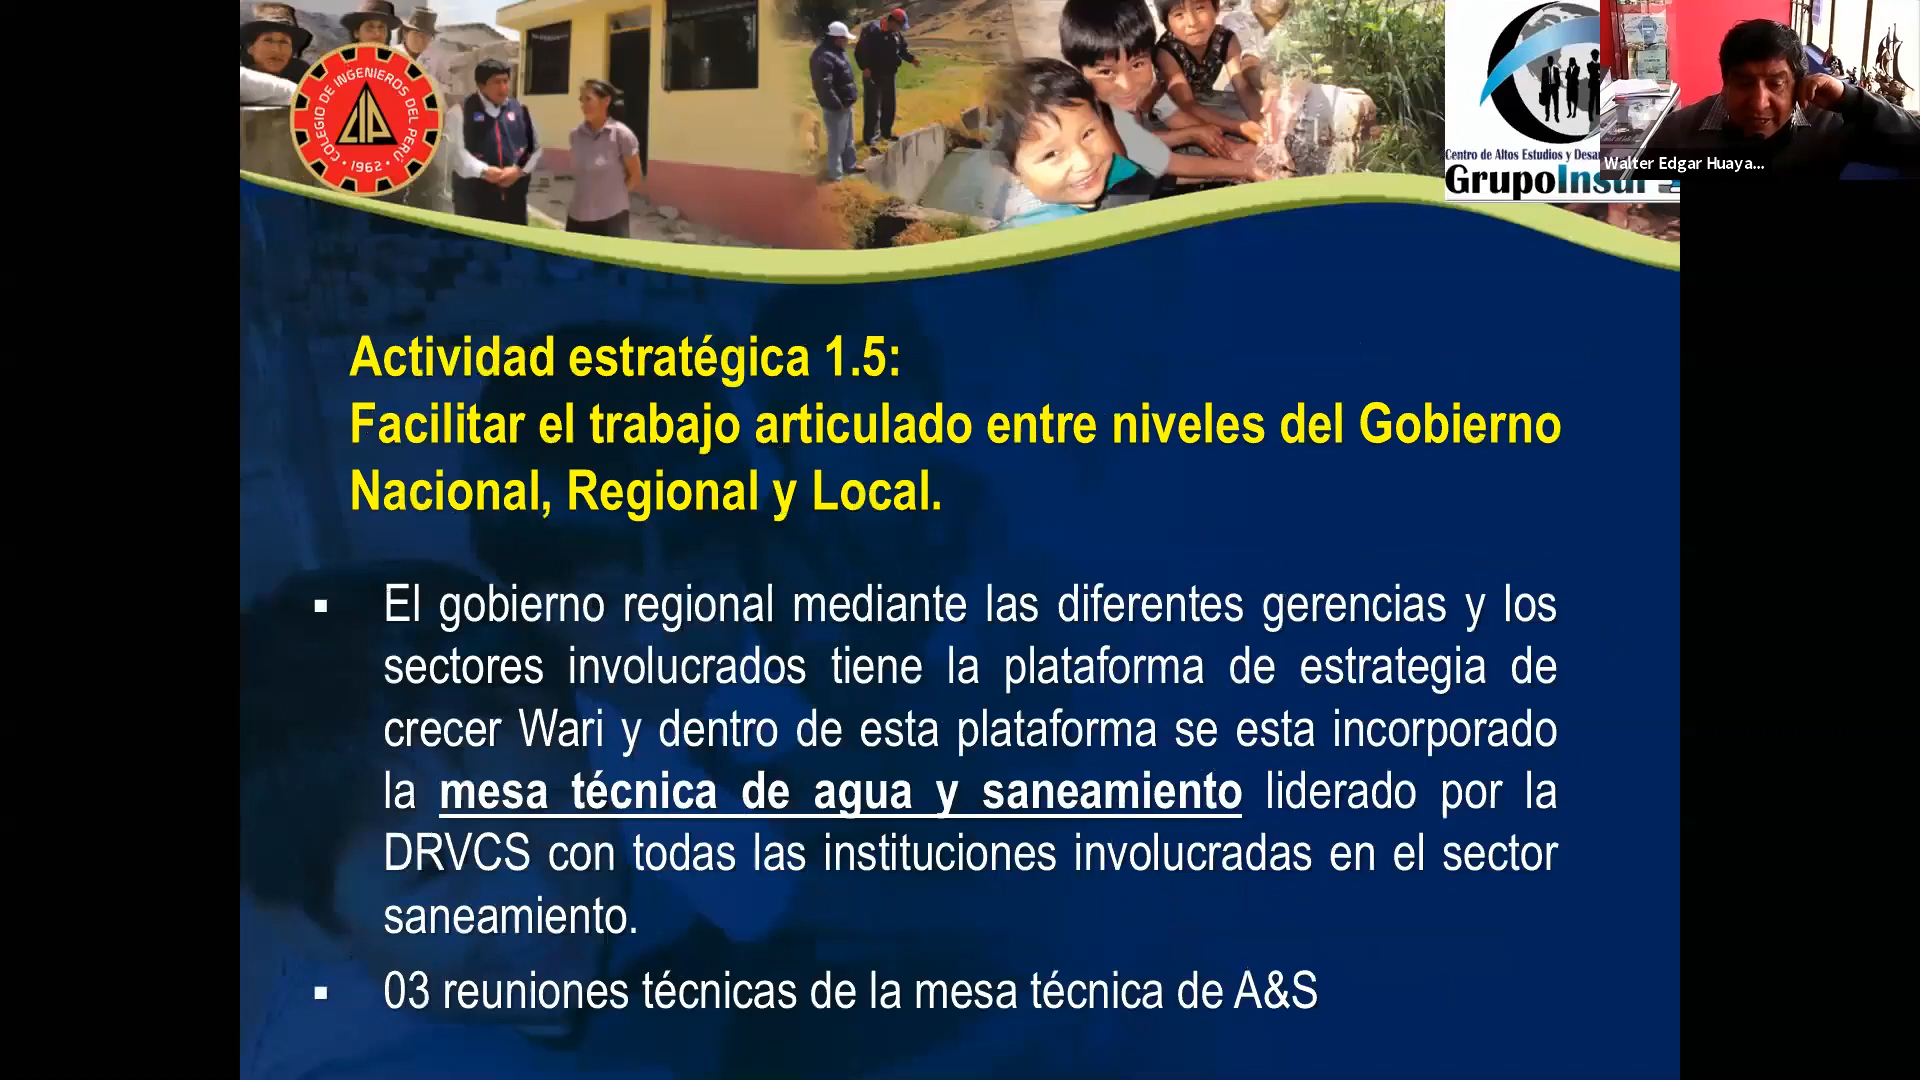 COLEGIO DE INGENIEROS DEL PERÚ
CIP
• 1962 •
Centro de Altos Estudios y
Walter Edgar Huaya...
Actividad estratégica 1.5:
Facilitar el trabajo articulado entre niveles del Gobierno
Nacional, Regional y Local.
▪ El gobierno regional mediante las diferentes gerencias y los
sectores involucrados tiene la plataforma de estrategia de
crecer Wari y dentro de esta plataforma se esta incorporado
la mesa técnica de agua y saneamiento liderado por la
DRVCS con todas las instituciones involucradas en el sector
saneamiento.
▪ 03 reuniones técnicas de la mesa técnica de A&S